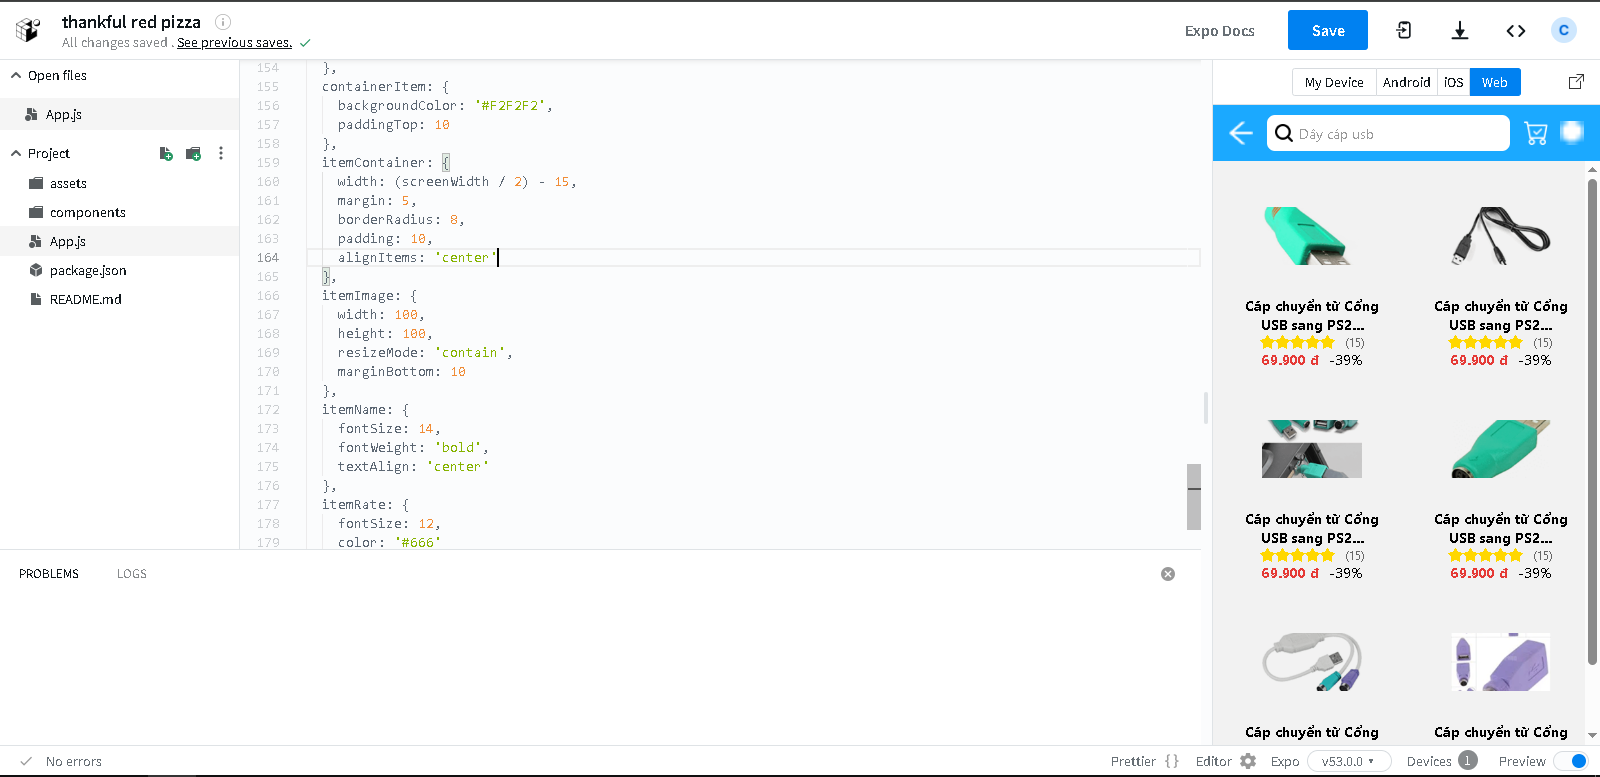 thankful red pizza
All changes saved . See previous saves.
Expo Docs
Save
C
Open files
App.js
Project
assets
components
App.js
package.json
README.md
154 },
155 containerItem: {
156 backgroundColor: '#F2F2F2',
157 paddingTop: 10
158 },
159 itemContainer: {
160 width: (screenWidth / 2) - 15,
161 margin: 5,
162 borderRadius: 8,
163 padding: 10,
164 alignItems: 'center'
165 },
166 itemImage: {
167 width: 100,
168 height: 100,
169 resizeMode: 'contain',
170 marginBottom: 10
171 },
172 itemName: {
173 fontSize: 14,
174 fontWeight: 'bold',
175 textAlign: 'center'
176 },
177 itemRate: {
178 fontSize: 12,
179 color: '#666'
PROBLEMS LOGS
My Device Android iOS Web
Dây cáp usb
Cáp chuyển từ Cổng
USB sang PS2...
(15)
69.900 đ -39%
Cáp chuyển từ Cổng
USB sang PS2...
(15)
69.900 đ -39%
Cáp chuyển từ Cổng
USB sang PS2...
(15)
69.900 đ -39%
Cáp chuyển từ Cổng
USB sang PS2...
(15)
69.900 đ -39%
Cáp chuyển từ Cổng
Cáp chuyển từ Cổng
No errors
Prettier { } Editor Expo v53.0.0 Devices 1 Preview